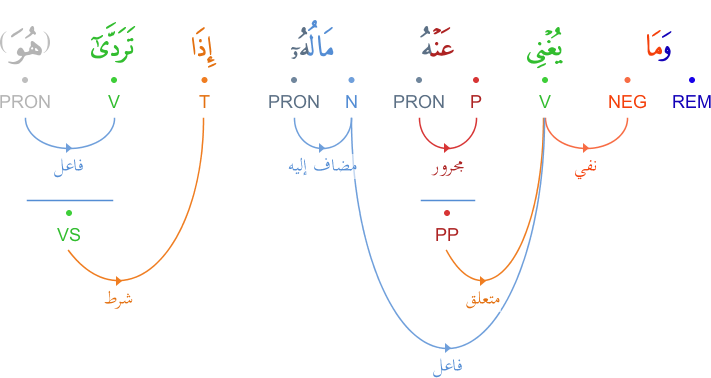 وَمَا يُغْنِى عَنْهُ مَالُهُۥٓ إِذَا تَرَدَّىٰٓ (هُوَ)
REM NEG V P PRON N PRON T V PRON
نفي مجرور مضاف إليه فاعل
PP VS
متعلق شرط
فاعل